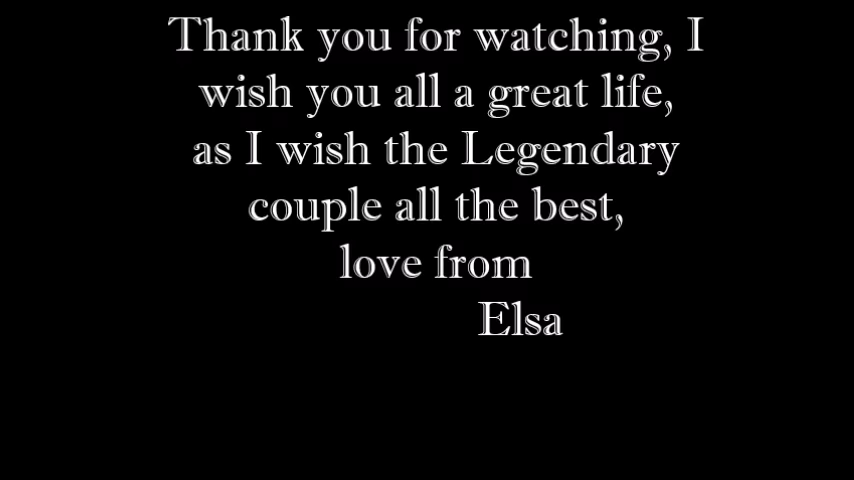 Thank you for watching, I
wish you all a great life,
as I wish the Legendary
couple all the best,
love from
Elsa